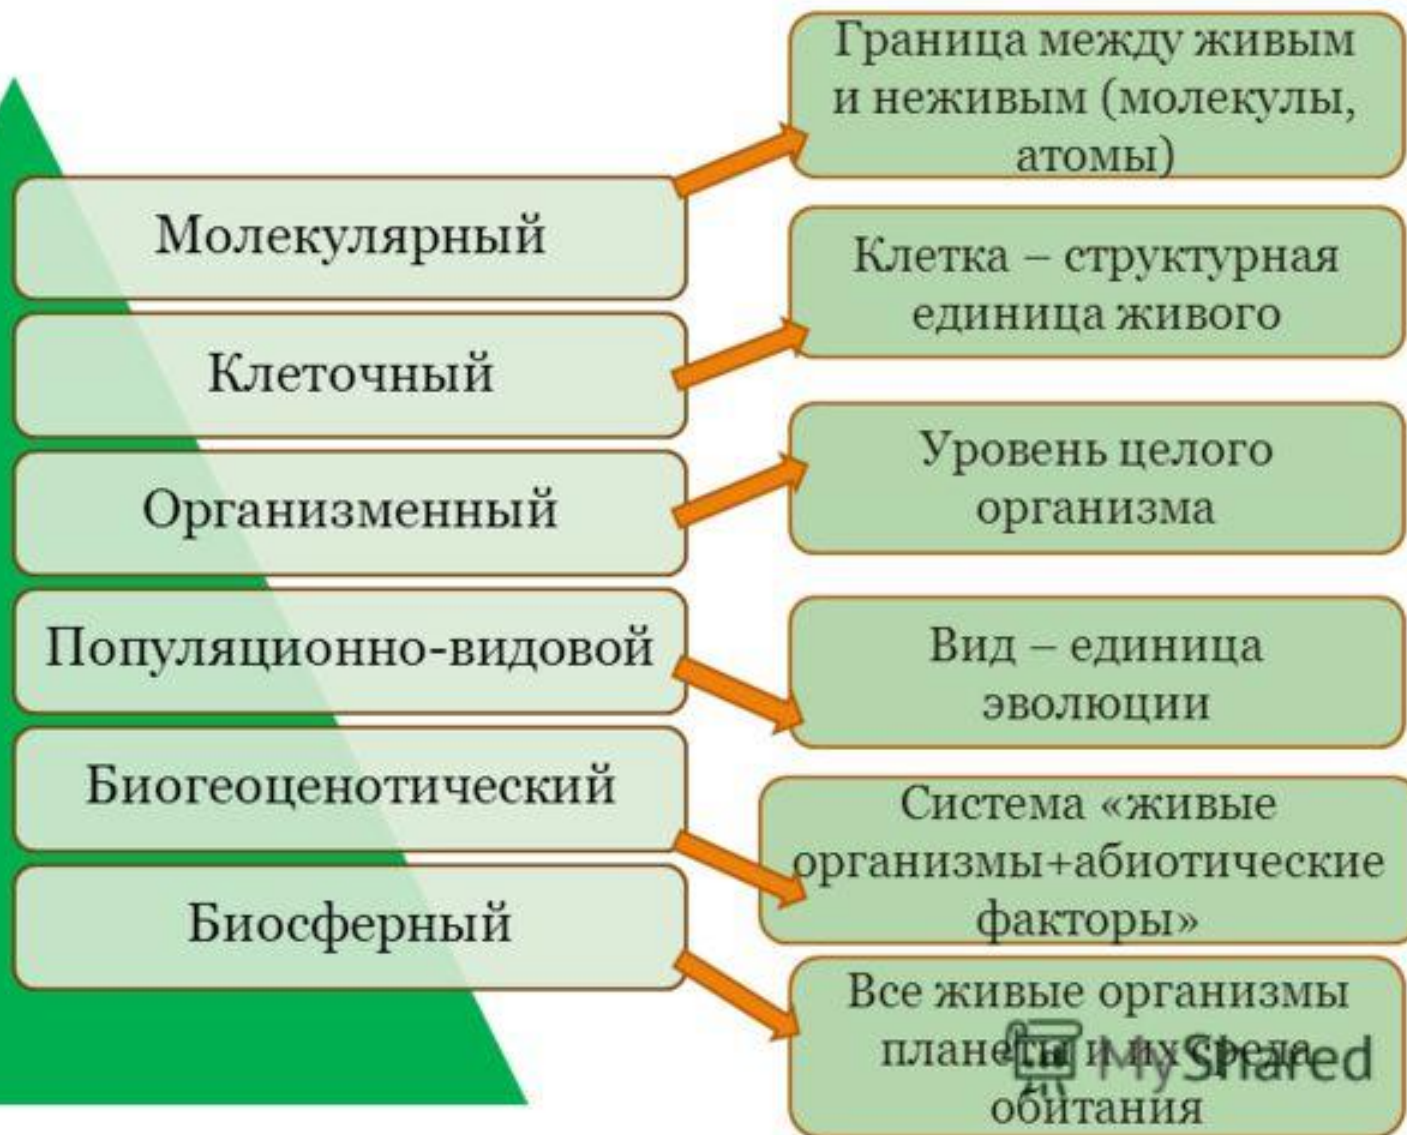 Граница между живым
и неживым (молекулы,
атомы)
Молекулярный
Клетка – структурная
единица живого
Клеточный
Уровень целого
организма
Организменный
Вид – единица
эволюции
Популяционно-видовой
Система «живые
организмы+абиотические
факторы»
Биогеоценотический
Биосферный
Все живые организмы
планеты и их среда
обитания
MyShared